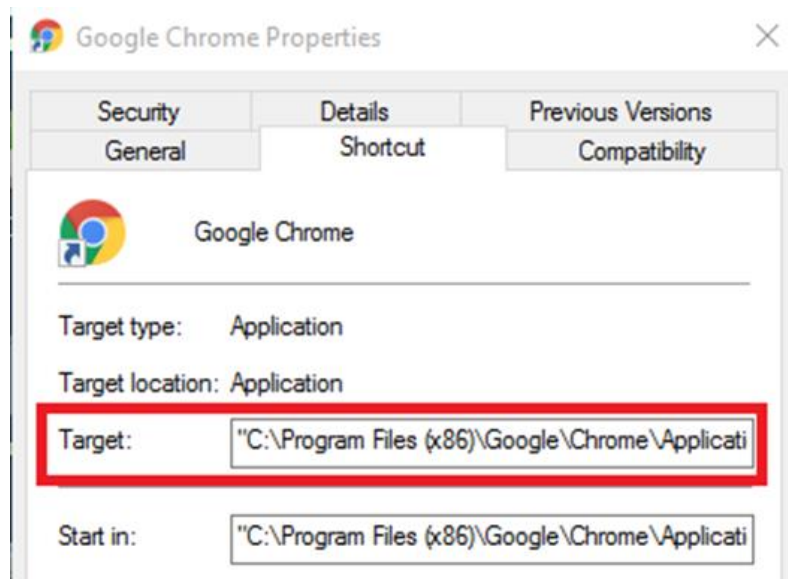 Google Chrome Properties
Security Details Previous Versions
General Shortcut Compatibility
Google Chrome
Target type: Application
Target location: Application
Target: "C:\Program Files (x86)\Google\Chrome\Applicati
Start in: "C:\Program Files (x86)\Google\Chrome\Applicati